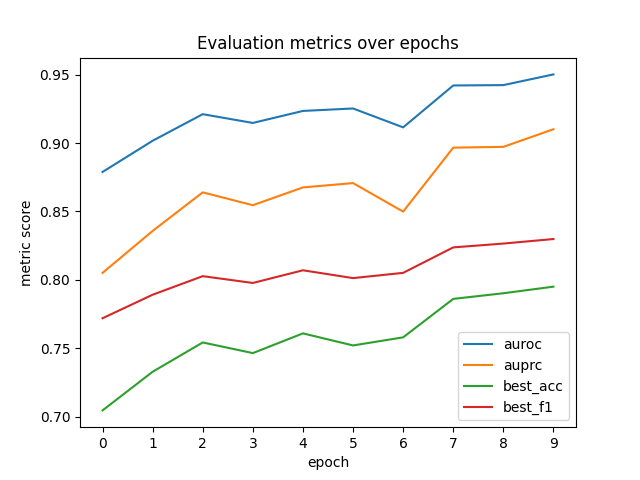 Evaluation metrics over epochs
metric score
0.95
0.90
0.85
0.80
0.75
0.70
auroc
auprc
best_acc
best_f1
0 1 2 3 4 5 6 7 8 9
epoch